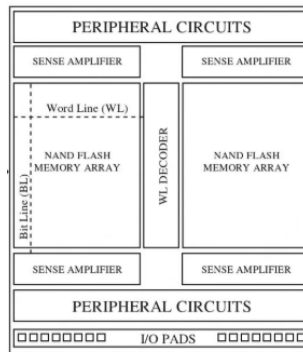 PERIPHERAL CIRCUITS
SENSE AMPLIFIER
SENSE AMPLIFIER
Word Line (WL)
Bit Line (BL)
NAND FLASH
MEMORY ARRAY
WL DECODER
NAND FLASH
MEMORY ARRAY
SENSE AMPLIFIER
SENSE AMPLIFIER
PERIPHERAL CIRCUITS
I/O PADS